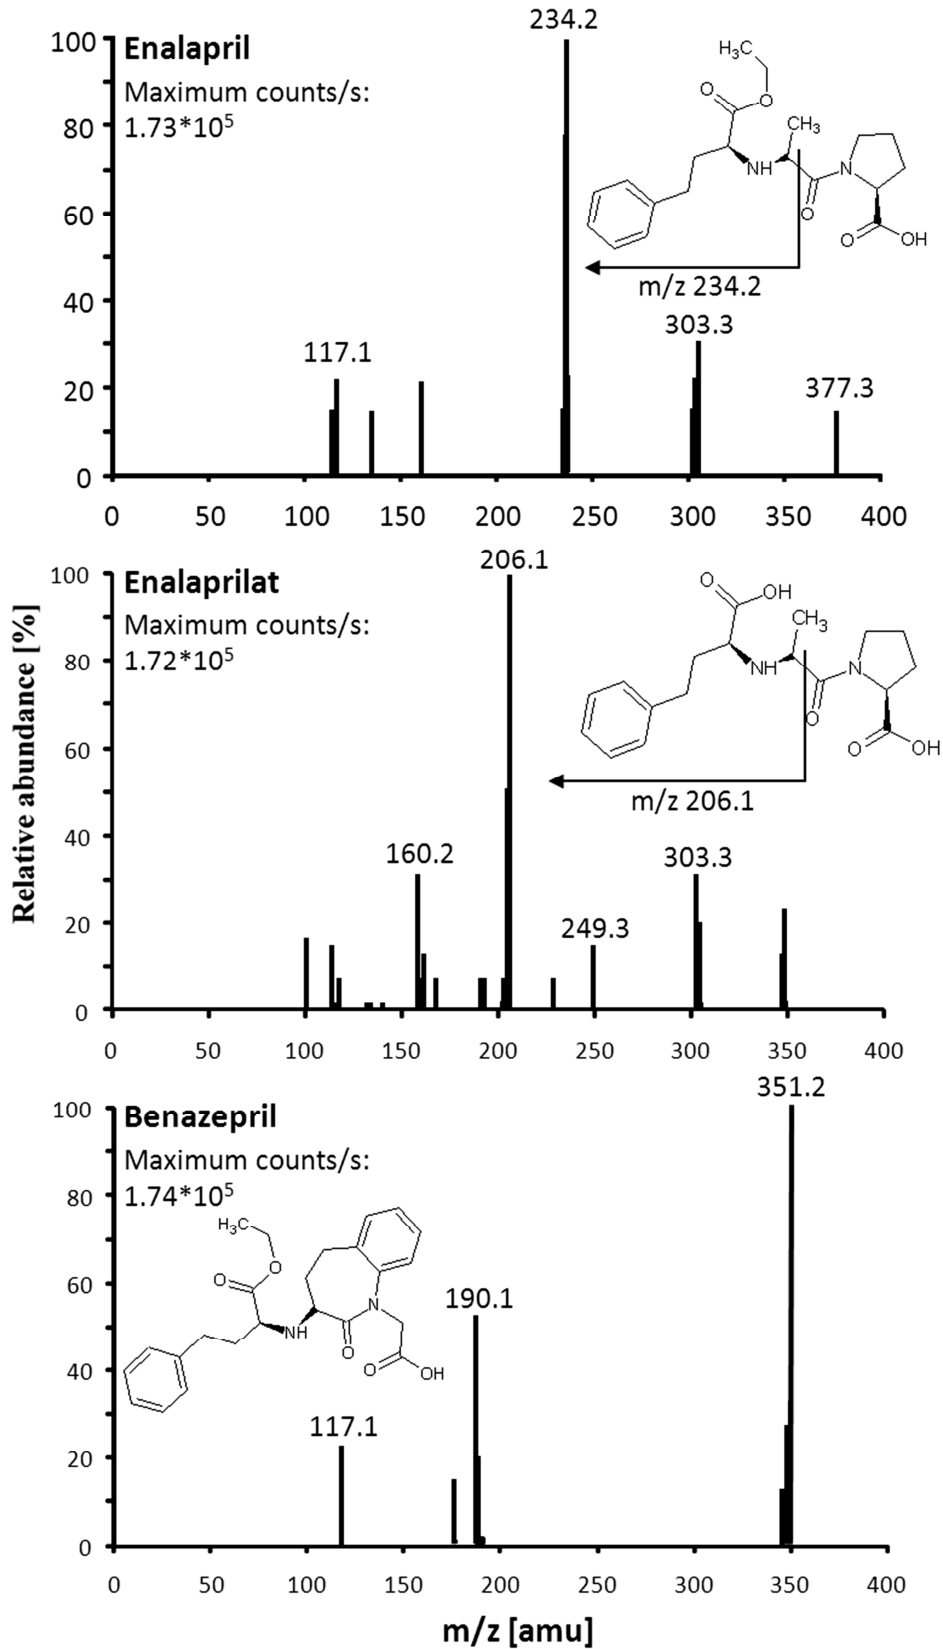 234.2
100
Enalapril
Maximum counts/s:
1.73*10⁵
80
60
40
20
0
H₃C
O
O
CH₃
NH
N
O
O
OH
m/z 234.2
117.1
303.3
377.3
0 50 100 150 200 250 300 350 400
Relative abundance [%]
206.1
100
Enalaprilat
Maximum counts/s:
1.72*10⁵
80
60
40
20
0
O
OH
CH₃
NH
N
O
O
OH
m/z 206.1
160.2
249.3
303.3
0 50 100 150 200 250 300 350 400
351.2
100
Benazepril
Maximum counts/s:
1.74*10⁵
80
60
40
20
0
H₃C
O
O
NH
N
O
O
OH
190.1
117.1
0 50 100 150 200 250 300 350 400
m/z [amu]